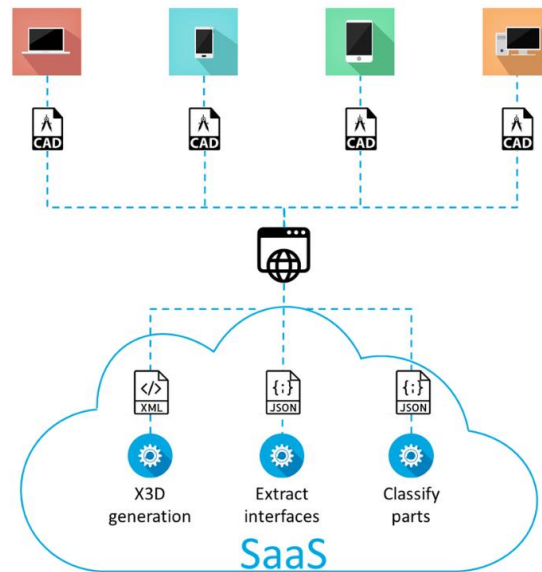 CAD
CAD
CAD
CAD
XML
JSON
JSON
X3D
generation
Extract
interfaces
Classify
parts
SaaS